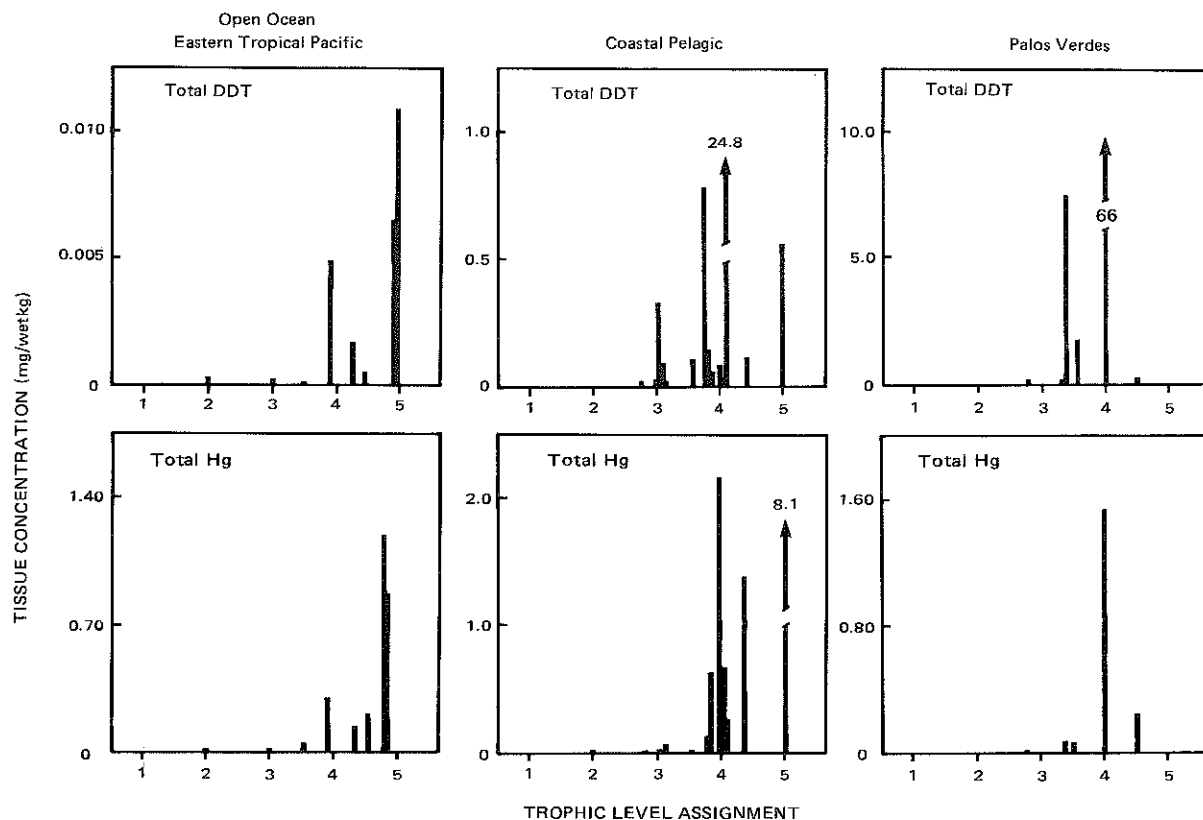 Open Ocean
Eastern Tropical Pacific
Coastal Pelagic
Palos Verdes
Total DDT
0.010
0.005
0
1 2 3 4 5
Total DDT
1.0
0.5
0
24.8
1 2 3 4 5
Total DDT
10.0
5.0
0
66
1 2 3 4 5
TISSUE CONCENTRATION (mg/wetkg)
Total Hg
1.40
0.70
0
1 2 3 4 5
Total Hg
2.0
1.0
0
8.1
1 2 3 4 5
Total Hg
1.60
0.80
0
1 2 3 4 5
TROPHIC LEVEL ASSIGNMENT